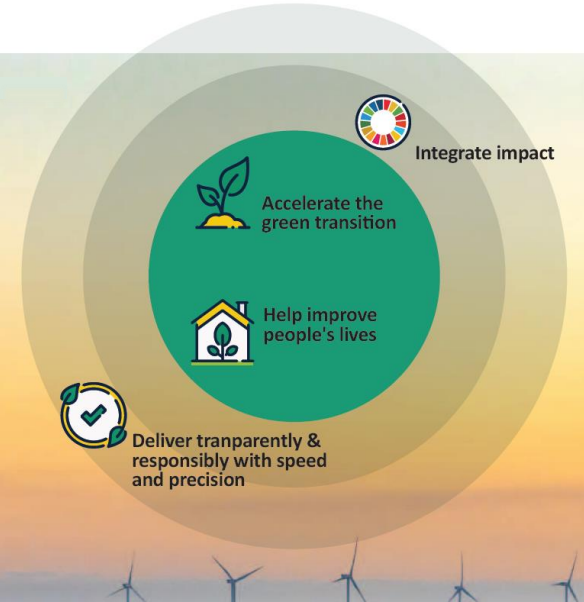 Integrate impact
Accelerate the
green transition
Help improve
people's lives
Deliver tranparently &
responsibly with speed
and precision